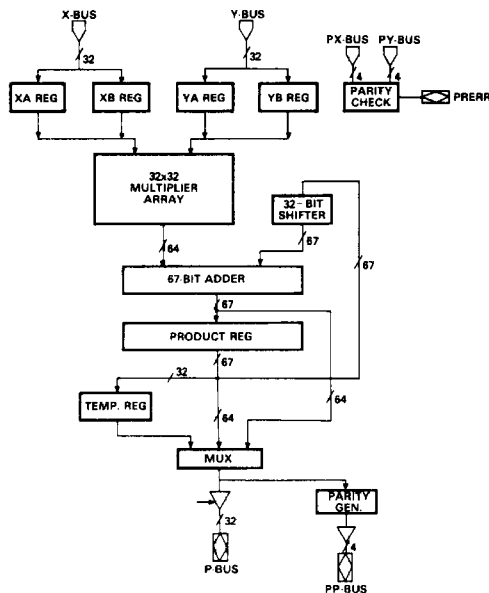 X-BUS
Y-BUS
PX-BUS
PY-BUS
32
32
4
4
XA REG
XB REG
YA REG
YB REG
PARITY
CHECK
PRERR
32x32
MULTIPLIER
ARRAY
32-BIT
SHIFTER
64
67
67
67-BIT ADDER
67
PRODUCT REG
67
32
TEMP. REG
64
64
MUX
PARITY
GEN.
32
4
P-BUS
PP-BUS